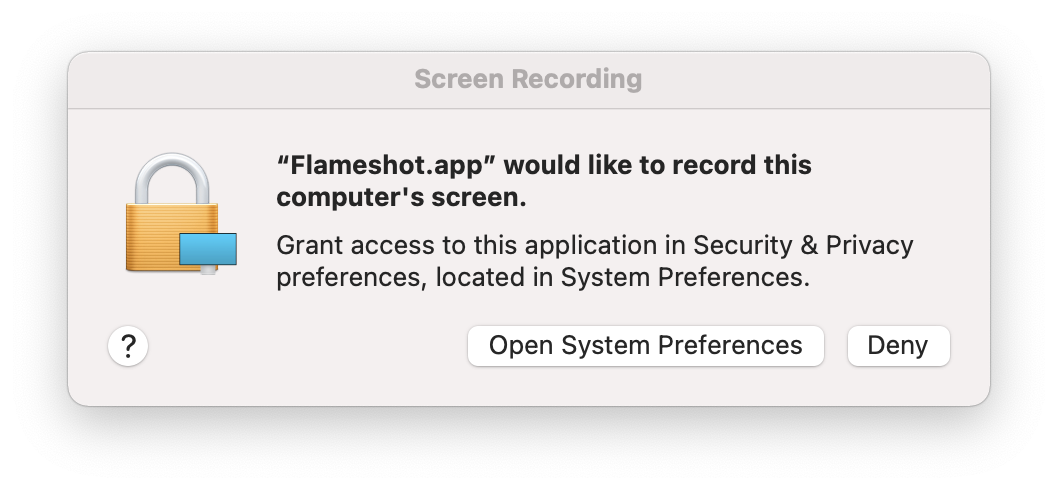 Screen Recording
“Flameshot.app” would like to record this
computer's screen.
Grant access to this application in Security & Privacy
preferences, located in System Preferences.
?
Open System Preferences
Deny